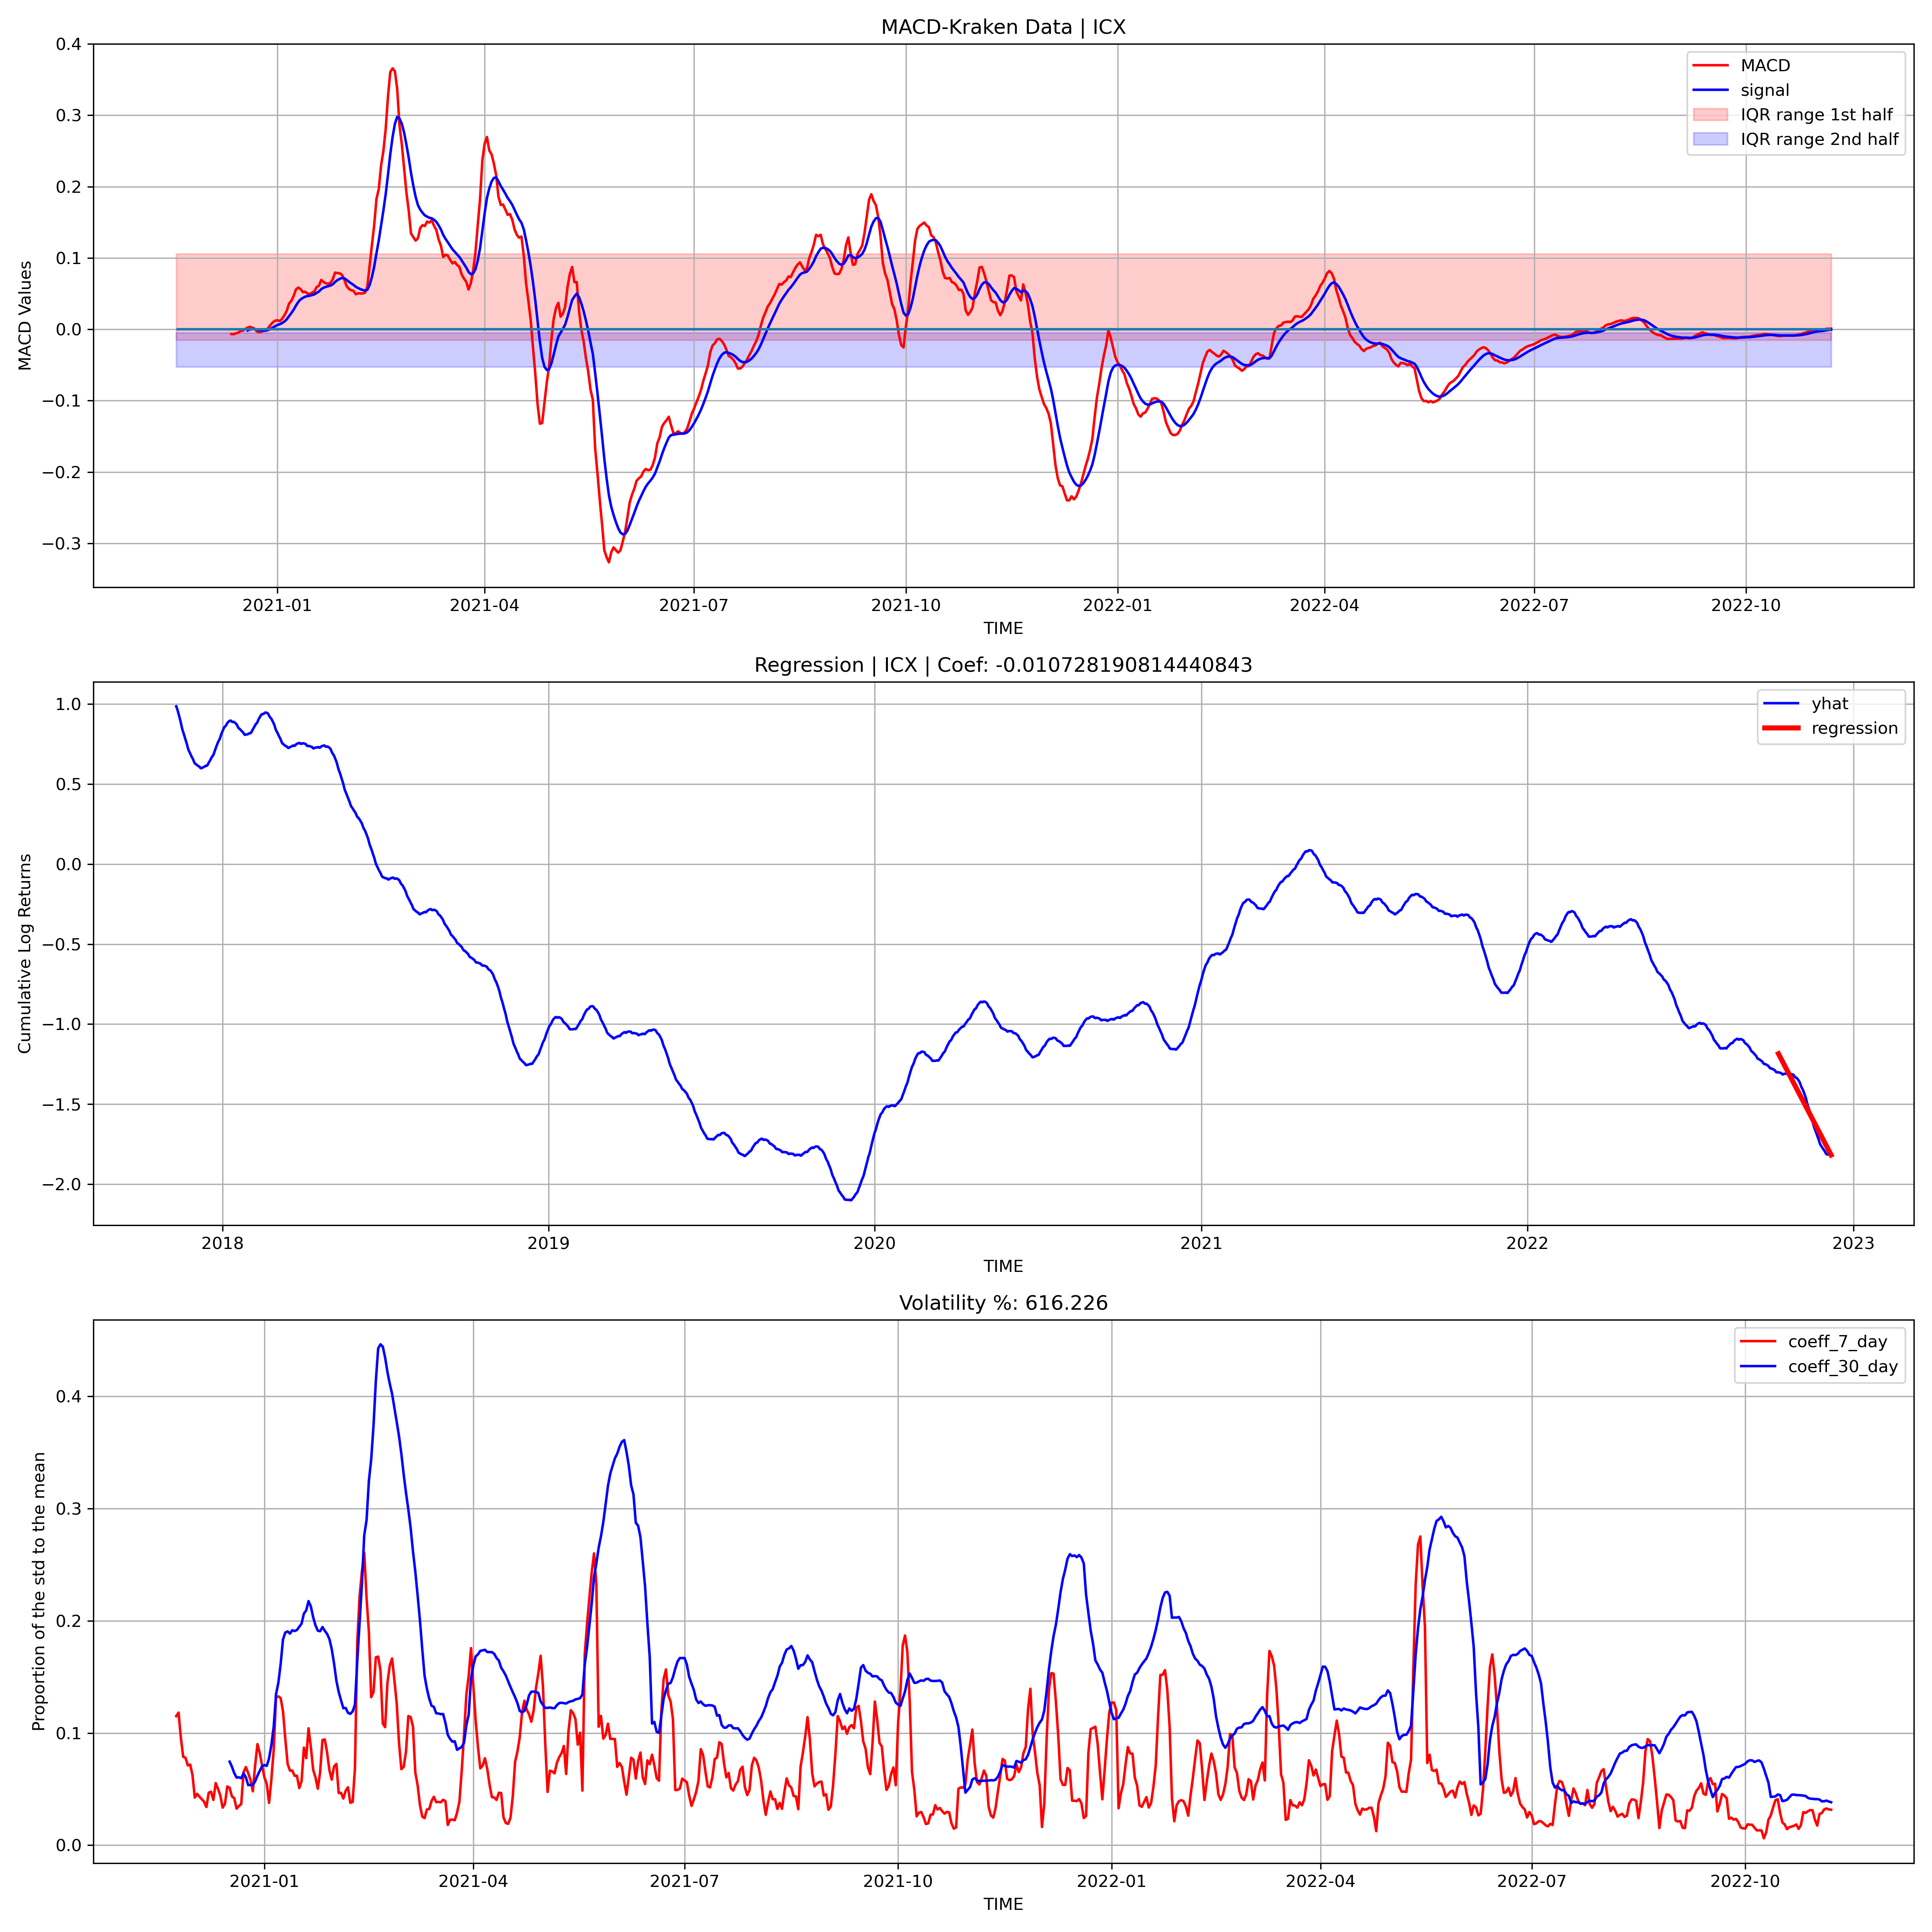 MACD-Kraken Data | ICX
MACD Values
0.4
0.3
0.2
0.1
0.0
−0.1
−0.2
−0.3
MACD
signal
IQR range 1st half
IQR range 2nd half
2021-01 2021-04 2021-07 2021-10 2022-01 2022-04 2022-07 2022-10
TIME
Regression | ICX | Coef: -0.010728190814440843
Cumulative Log Returns
1.0
0.5
0.0
−0.5
−1.0
−1.5
−2.0
yhat
regression
2018 2019 2020 2021 2022 2023
TIME
Volatility %: 616.226
Proportion of the std to the mean
0.4
0.3
0.2
0.1
0.0
coeff_7_day
coeff_30_day
2021-01 2021-04 2021-07 2021-10 2022-01 2022-04 2022-07 2022-10
TIME